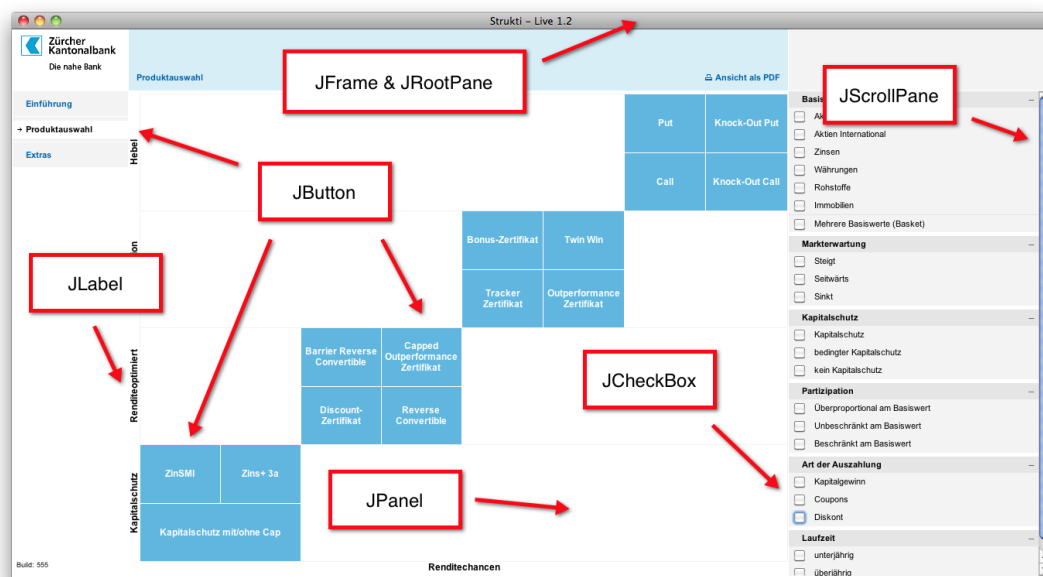 Strukti – Live 1.2
Zürcher
Kantonalbank
Die nahe Bank
Produktauswahl
Ansicht als PDF
JFrame & JRootPane
JScrollPane
Einführung
→ Produktauswahl
Extras
Hebel
JButton
JLabel
Renditeoptimiert
Kapitalschutz
Put
Knock-Out Put
Call
Knock-Out Call
Bonus-Zertifikat
Twin Win
Tracker
Zertifikat
Outperformance
Zertifikat
Barrier Reverse
Convertible
Capped
Outperformance
Zertifikat
Discount-
Zertifikat
Reverse
Convertible
ZinSMI
Zins+ 3a
Kapitalschutz mit/ohne Cap
JPanel
JCheckBox
Renditechancen
Build: 555
Aktien International
Zinsen
Währungen
Rohstoffe
Immobilien
Mehrere Basiswerte (Basket)
Markterwartung
Steigt
Seitwärts
Sinkt
Kapitalschutz
Kapitalschutz
bedingter Kapitalschutz
kein Kapitalschutz
Partizipation
Überproportional am Basiswert
Unbeschränkt am Basiswert
Beschränkt am Basiswert
Art der Auszahlung
Kapitalgewinn
Coupons
Diskont
Laufzeit
unterjährig
überjährig